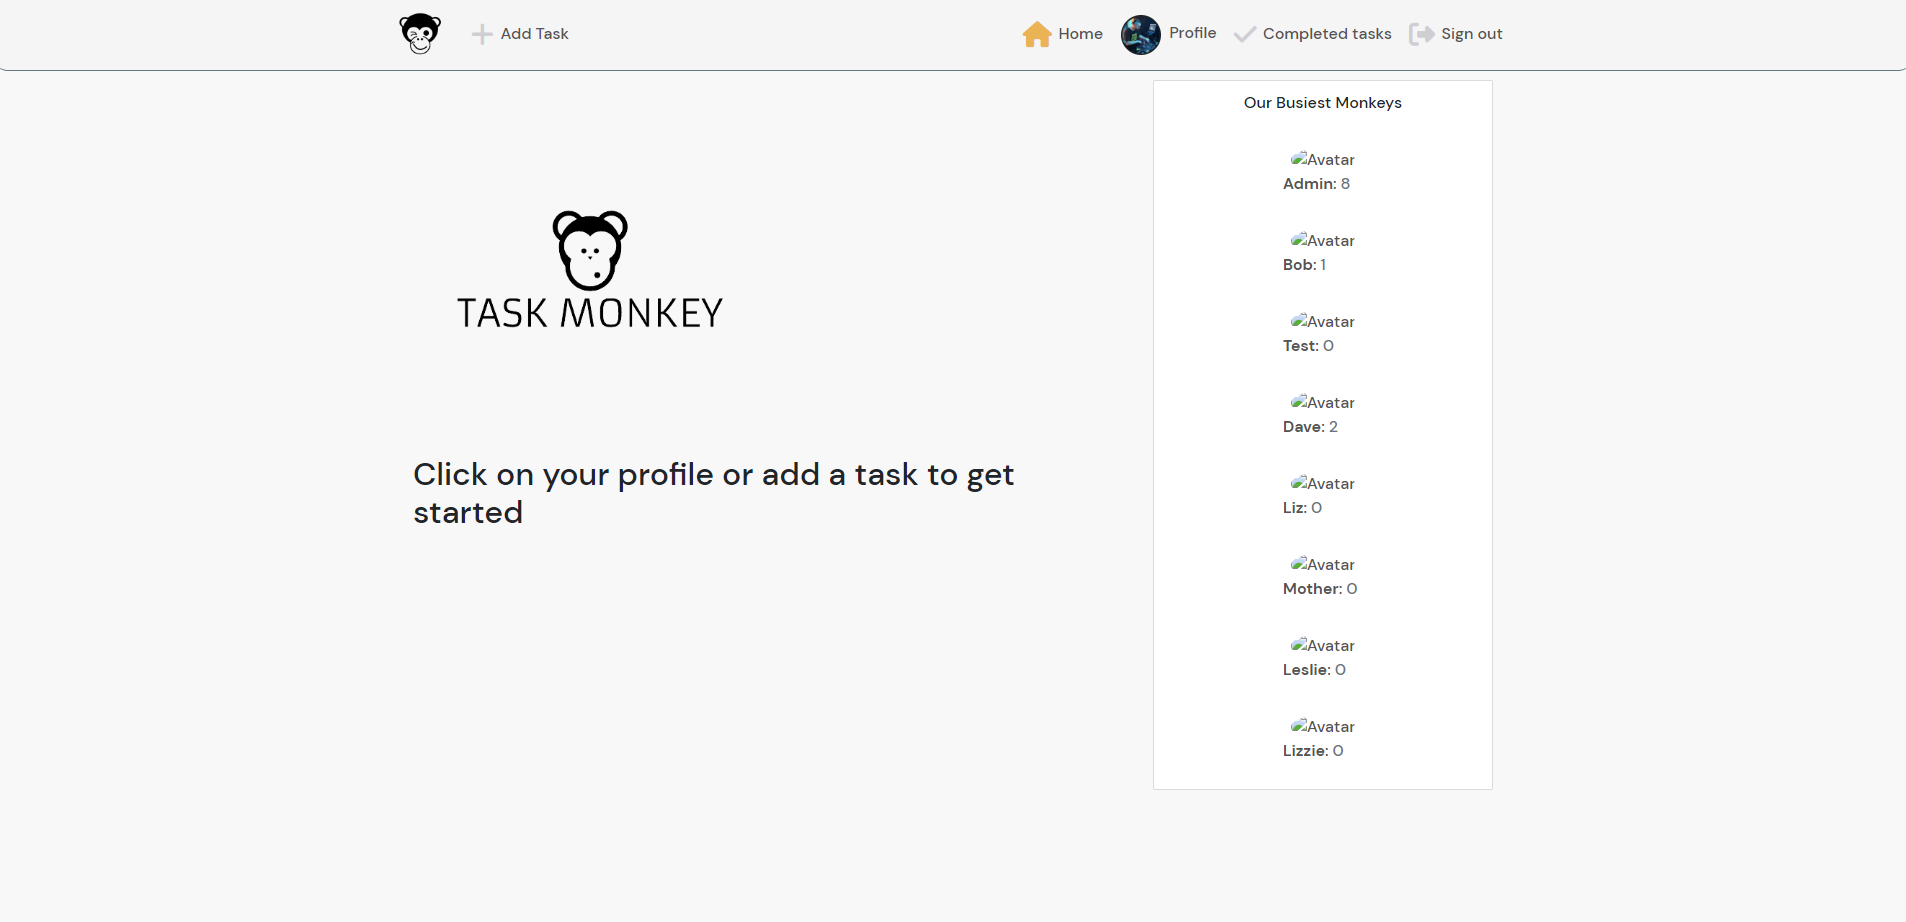 Add Task
Home
Profile
Completed tasks
Sign out
Our Busiest Monkeys
Avatar
Admin: 8
Avatar
Bob: 1
Avatar
Test: 0
Avatar
Dave: 2
Avatar
Liz: 0
Avatar
Mother: 0
Avatar
Leslie: 0
Avatar
Lizzie: 0
TASK MONKEY
Click on your profile or add a task to get
started